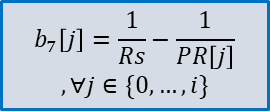 b₇[j] = 1/Rs − 1/PR[j]
, ∀j ∈ {0, … , i}